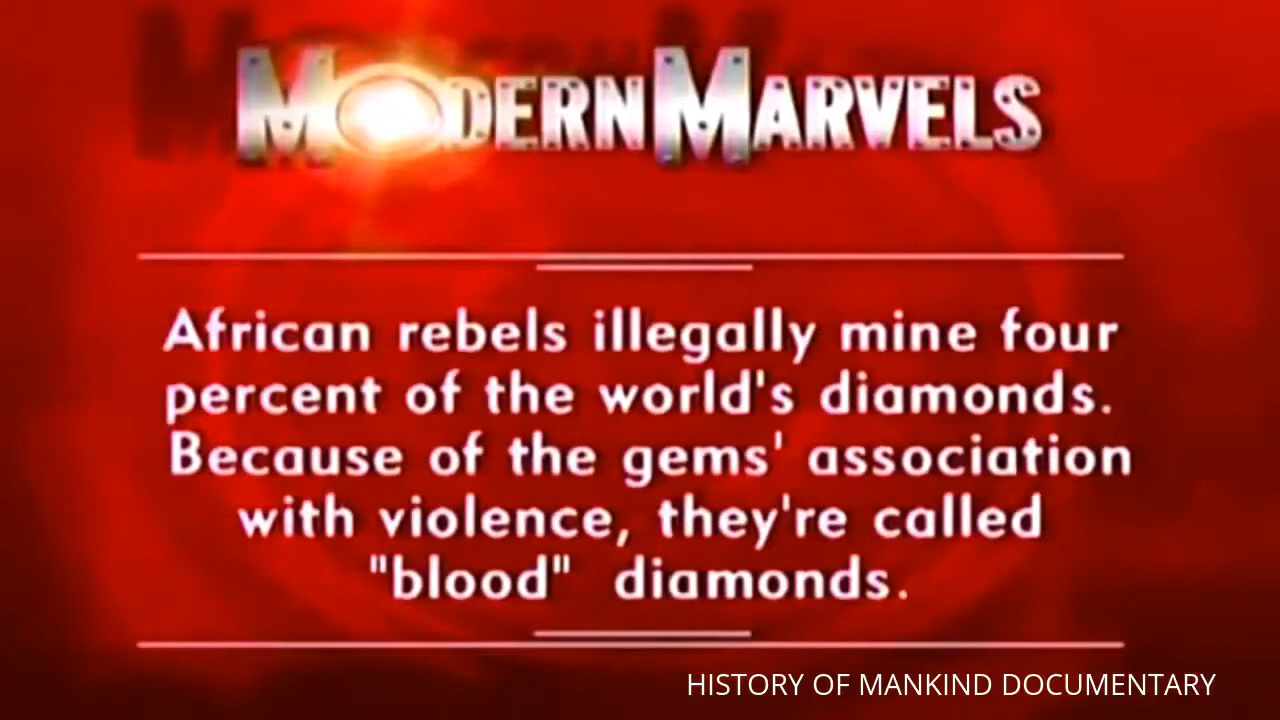 MODERN MARVELS
African rebels illegally mine four
percent of the world's diamonds.
Because of the gems' association
with violence, they're called
"blood" diamonds.
HISTORY OF MANKIND DOCUMENTARY